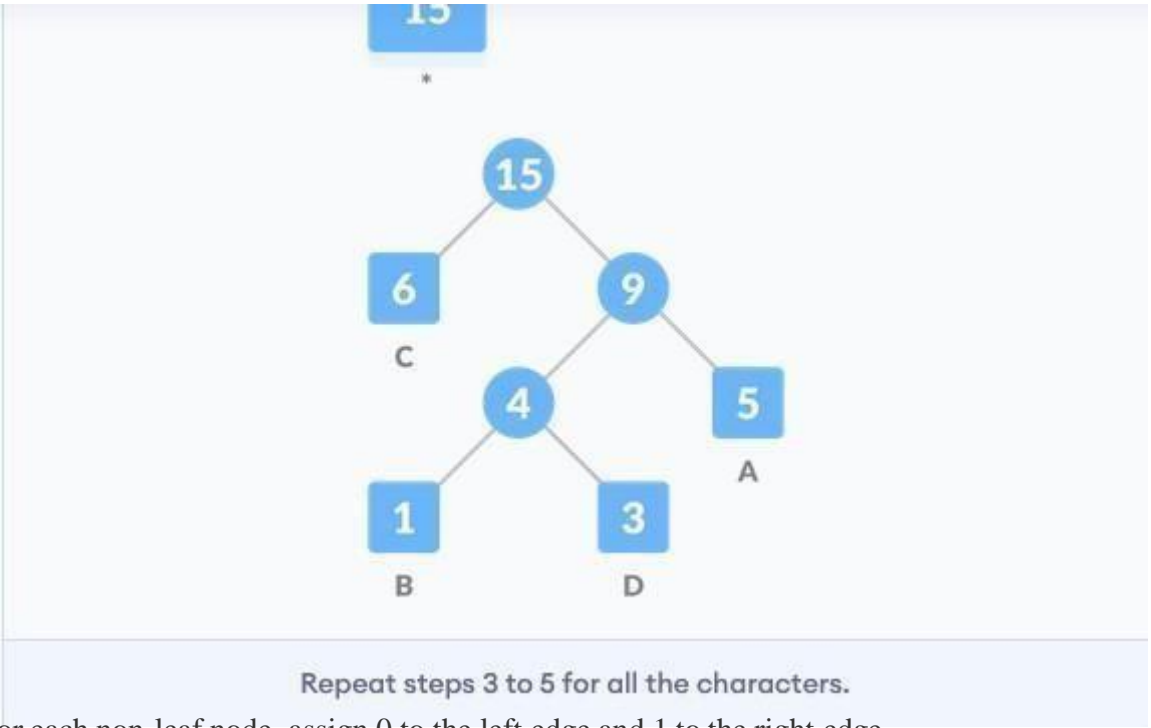 15
*
15
6 9
C
4 5
A
1 3
B D
Repeat steps 3 to 5 for all the characters.
each non-leaf node, assign 0 to the left edge and 1 to the right edge